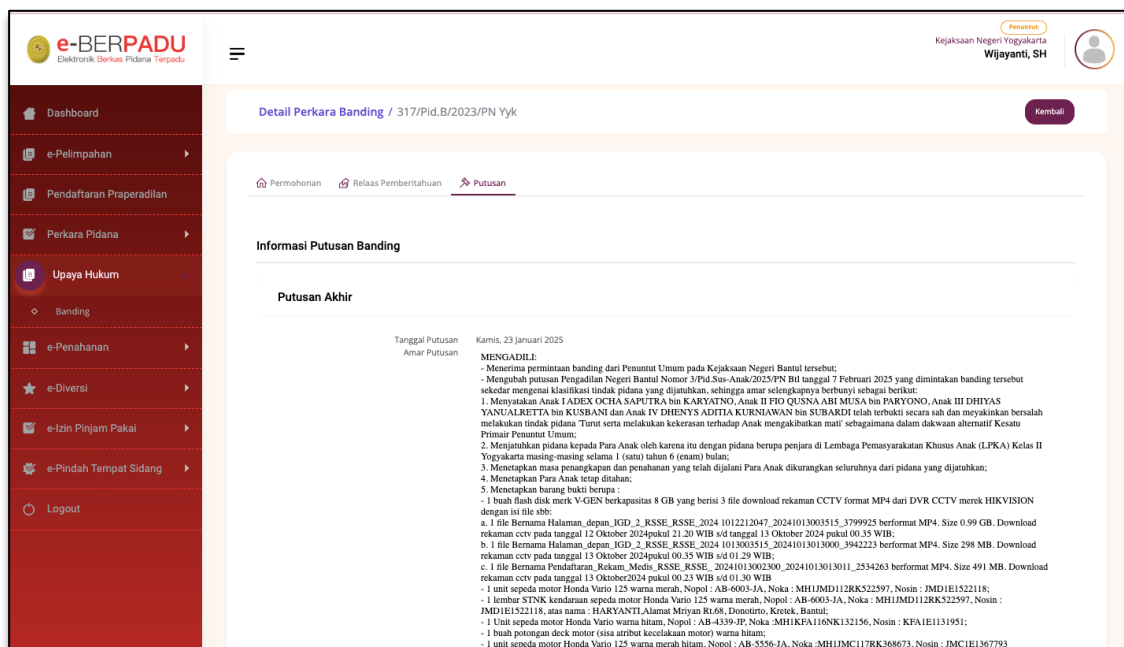 e-BERPADU
Elektronik Berkas Pidana Terpadu
Penuntut
Kejaksaan Negeri Yogyakarta
Wijayanti, SH
Dashboard
e-Pelimpahan
Pendaftaran Praperadilan
Perkara Pidana
Upaya Hukum
Banding
e-Penahanan
e-Diversi
e-Izin Pinjam Pakai
e-Pindah Tempat Sidang
Logout
Detail Perkara Banding / 317/Pid.B/2023/PN Yyk
Kembali
Permohonan
Relaas Pemberitahuan
Putusan
Informasi Putusan Banding
Putusan Akhir
Tanggal Putusan Kamis, 23 Januari 2025
Amar Putusan
MENGADILI:
- Menerima permintaan banding dari Penuntut Umum pada Kejaksaan Negeri Bantul tersebut;
- Mengubah putusan Pengadilan Negeri Bantul Nomor 3/Pid.Sus-Anak/2025/PN Btl tanggal 7 Februari 2025 yang dimintakan banding tersebut
sekedar mengenai klasifikasi tindak pidana yang dijatuhkan, sehingga amar selengkapnya berbunyi sebagai berikut:
1. Menyatakan Anak I ADEX OCHA SAPUTRA bin KARYATNO, Anak II FIO QUSNA ABI MUSA bin PARYONO, Anak III DHIYAS
YANUALRETTA bin KUSBANI dan Anak IV DHENYS ADITIA KURNIAWAN bin SUBARDI telah terbukti secara sah dan meyakinkan bersalah
melakukan tindak pidana 'Turut serta melakukan kekerasan terhadap Anak mengakibatkan mati' sebagaimana dalam dakwaan alternatif Kesatu
Primair Penuntut Umum;
2. Menjatuhkan pidana kepada Para Anak oleh karena itu dengan pidana berupa penjara di Lembaga Pemasyarakatan Khusus Anak (LPKA) Kelas II
Yogyakarta masing-masing selama 1 (satu) tahun 6 (enam) bulan;
3. Menetapkan masa penangkapan dan penahanan yang telah dijalani Para Anak dikurangkan seluruhnya dari pidana yang dijatuhkan;
4. Menetapkan Para Anak tetap ditahan;
5. Menetapkan barang bukti berupa :
- 1 buah flash disk merk V-GEN berkapasitas 8 GB yang berisi 3 file download rekaman CCTV format MP4 dari DVR CCTV merek HIKVISION
dengan isi file sbb:
a. 1 file Bernama Halaman_depan_IGD_2_RSSE_RSSE_2024 1012212047_20241013003515_3799925 berformat MP4. Size 0.99 GB. Download
rekaman cctv pada tanggal 12 Oktober 2024pukul 21.20 WIB s/d tanggal 13 Oktober 2024 pukul 00.35 WIB;
b. 1 file Bernama Halaman_depan_IGD_2_RSSE_RSSE_2024 1013003515_20241013013000_3942223 berformat MP4. Size 298 MB. Download
rekaman cctv pada tanggal 13 Oktober 2024pukul 00.35 WIB s/d 01.29 WIB;
c. 1 file Bernama Pendaftaran_Rekam_Medis_RSSE_RSSE_ 20241013002300_20241013013011_2534263 berformat MP4. Size 491 MB. Download
rekaman cctv pada tanggal 13 Oktober2024 pukul 00.23 WIB s/d 01.30 WIB
- 1 unit sepeda motor Honda Vario 125 warna merah, Nopol : AB-6003-JA, Noka : MH1JMD112RK522597, Nosin : JMD1E1522118;
- 1 lembar STNK kendaraan sepeda motor Honda Vario 125 warna merah, Nopol : AB-6003-JA, Noka : MH1JMD112RK522597, Nosin :
JMD1E1522118, atas nama : HARYANTI,Alamat Mriyan Rt.68, Donotirto, Kretek, Bantul;
- 1 Unit sepeda motor Honda Vario warna hitam, Nopol : AB-4339-JP, Noka :MH1KFA116NK132156, Nosin : KFA1E1131951;
- 1 buah potongan deck motor (sisa atribut kecelakaan motor) warna hitam;
- 1 unit sepeda motor Honda Vario 125 warna merah hitam, Nopol : AB-5556-JA, Noka :MH1JMC117RK368673, Nosin : JMC1E1367793